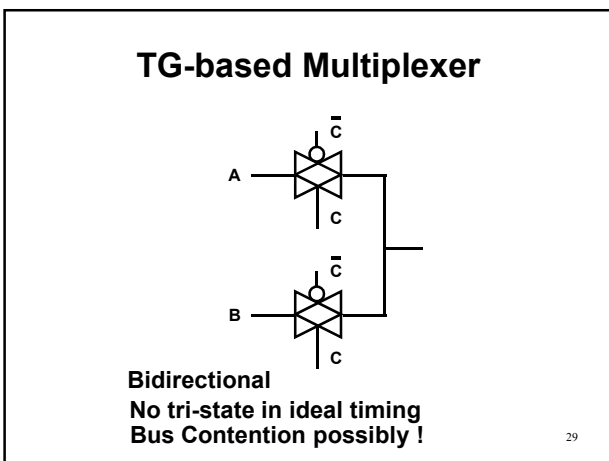 TG-based Multiplexer
C̅
A
C
C̅
B
C
Bidirectional
No tri-state in ideal timing
Bus Contention possibly !
29